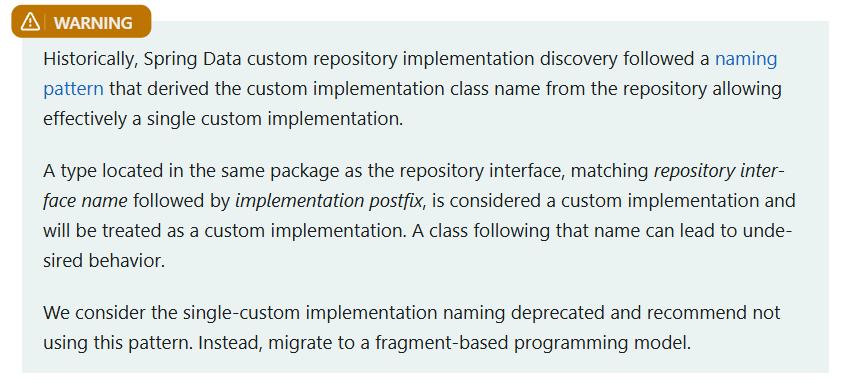 WARNING
Historically, Spring Data custom repository implementation discovery followed a naming
pattern that derived the custom implementation class name from the repository allowing
effectively a single custom implementation.
A type located in the same package as the repository interface, matching repository inter-
face name followed by implementation postfix, is considered a custom implementation and
will be treated as a custom implementation. A class following that name can lead to unde-
sired behavior.
We consider the single-custom implementation naming deprecated and recommend not
using this pattern. Instead, migrate to a fragment-based programming model.